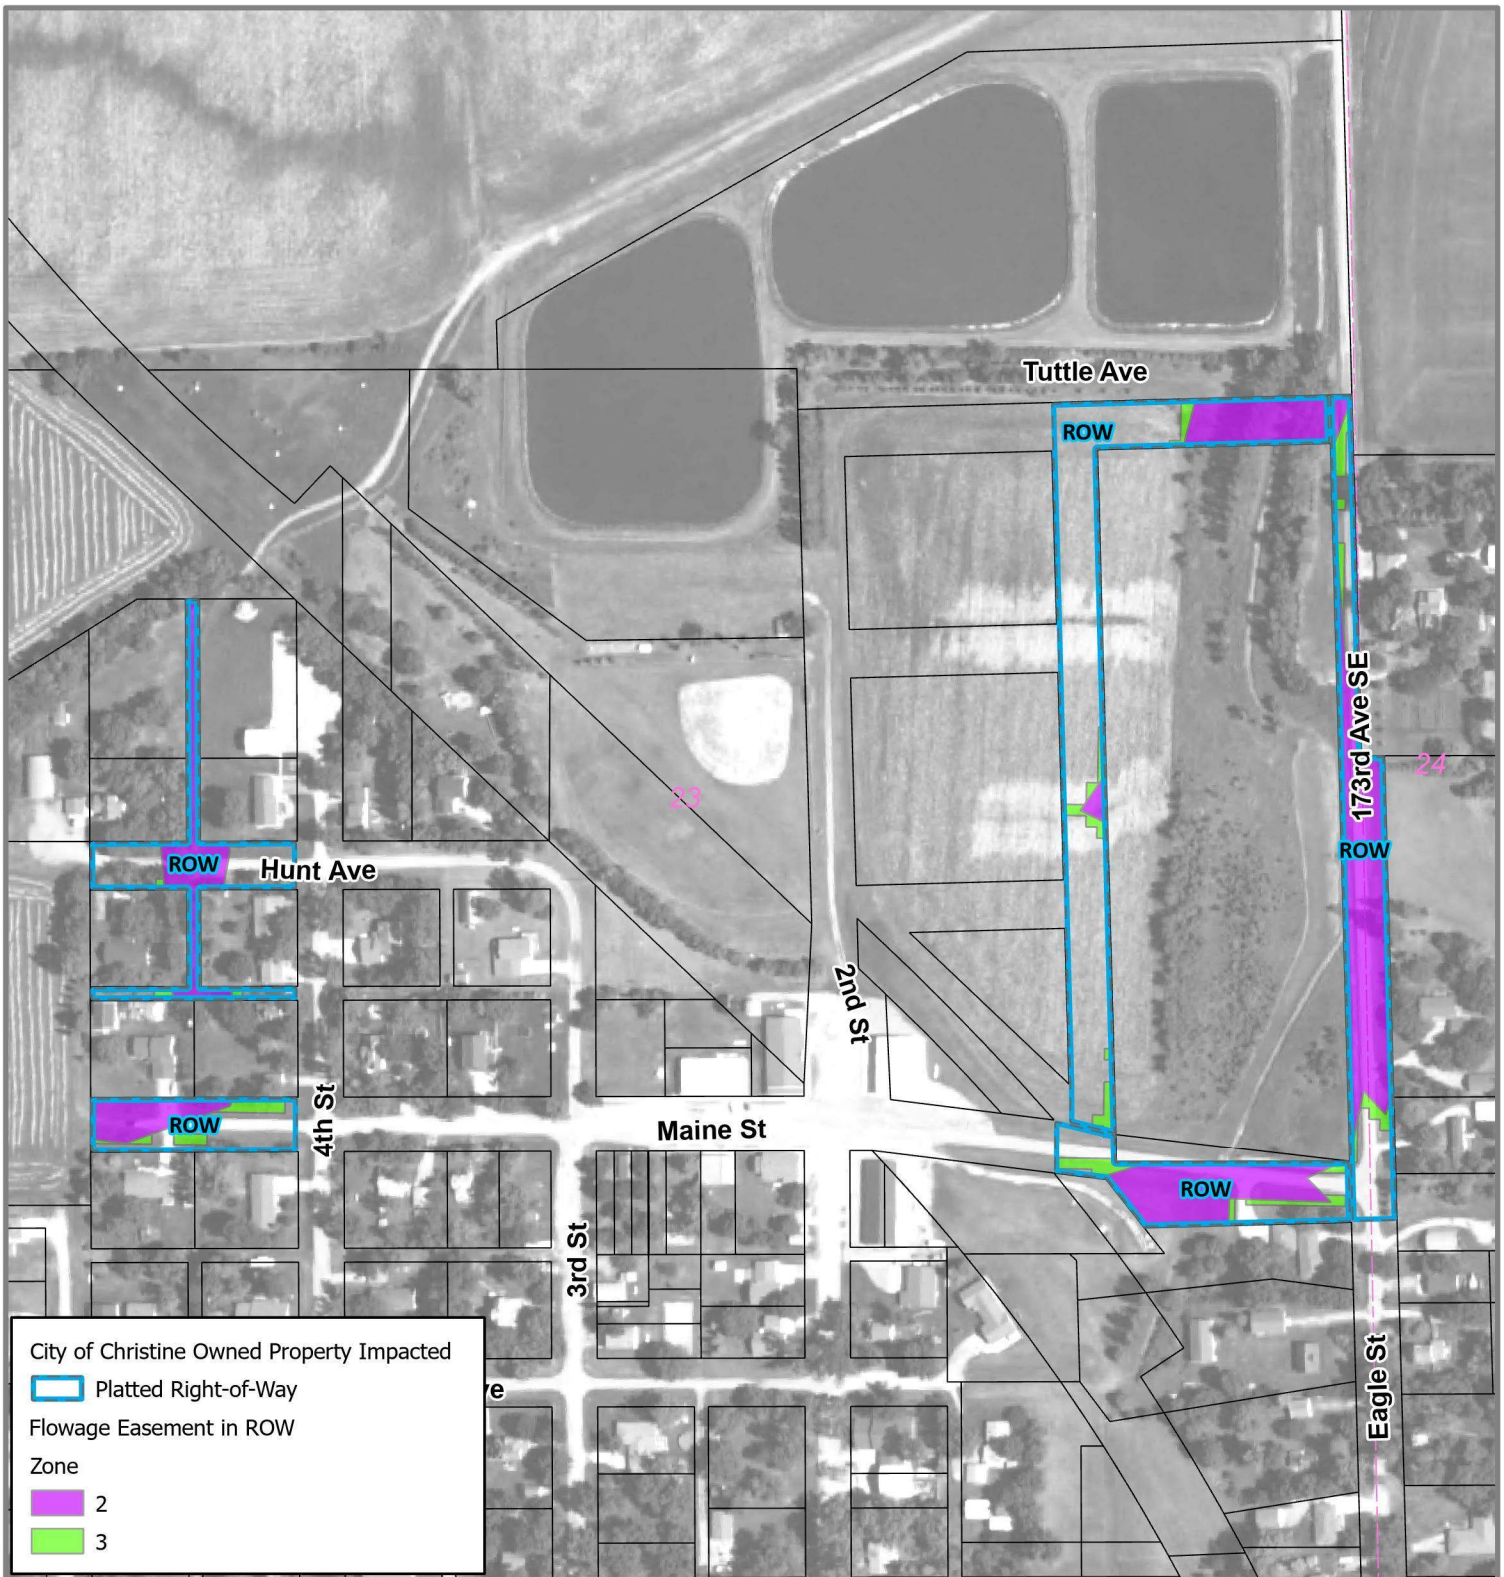 Tuttle Ave
ROW
173rd Ave SE
24
23
ROW
ROW
Hunt Ave
2nd St
4th St
ROW
Maine St
ROW
3rd St
Eagle St
City of Christine Owned Property Impacted
Platted Right-of-Way
Flowage Easement in ROW
Zone
2
3